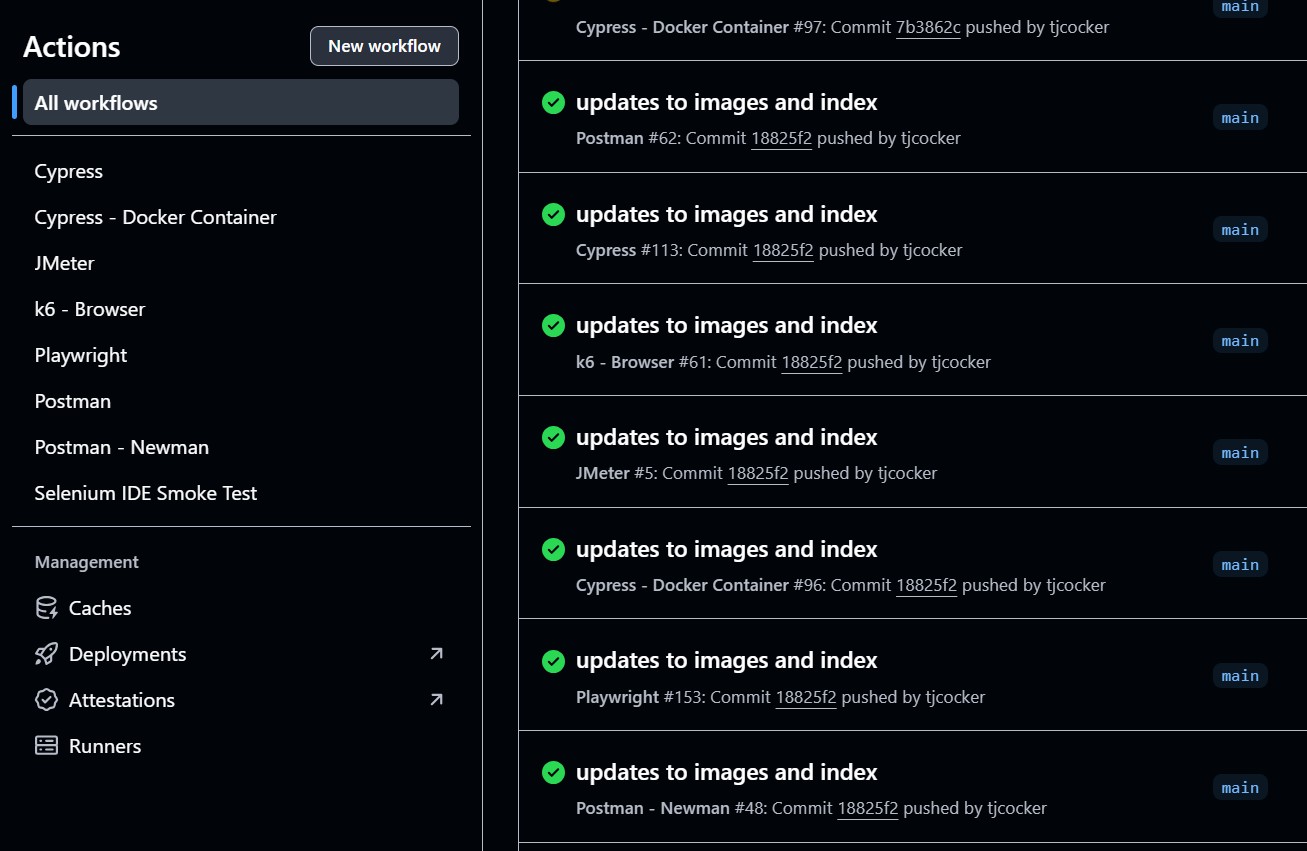 Actions
New workflow
All workflows
Cypress
Cypress - Docker Container
JMeter
k6 - Browser
Playwright
Postman
Postman - Newman
Selenium IDE Smoke Test
Management
Caches
Deployments
Attestations
Runners
main
Cypress - Docker Container #97: Commit 7b3862c pushed by tjcocker
updates to images and index
main
Postman #62: Commit 18825f2 pushed by tjcocker
updates to images and index
main
Cypress #113: Commit 18825f2 pushed by tjcocker
updates to images and index
main
k6 - Browser #61: Commit 18825f2 pushed by tjcocker
updates to images and index
main
JMeter #5: Commit 18825f2 pushed by tjcocker
updates to images and index
main
Cypress - Docker Container #96: Commit 18825f2 pushed by tjcocker
updates to images and index
main
Playwright #153: Commit 18825f2 pushed by tjcocker
updates to images and index
main
Postman - Newman #48: Commit 18825f2 pushed by tjcocker